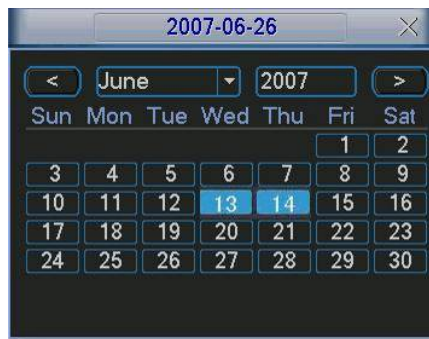 2007-06-26
< June 2007 >
Sun Mon Tue Wed Thu Fri Sat
1 2
3 4 5 6 7 8 9
10 11 12 13 14 15 16
17 18 19 20 21 22 23
24 25 26 27 28 29 30